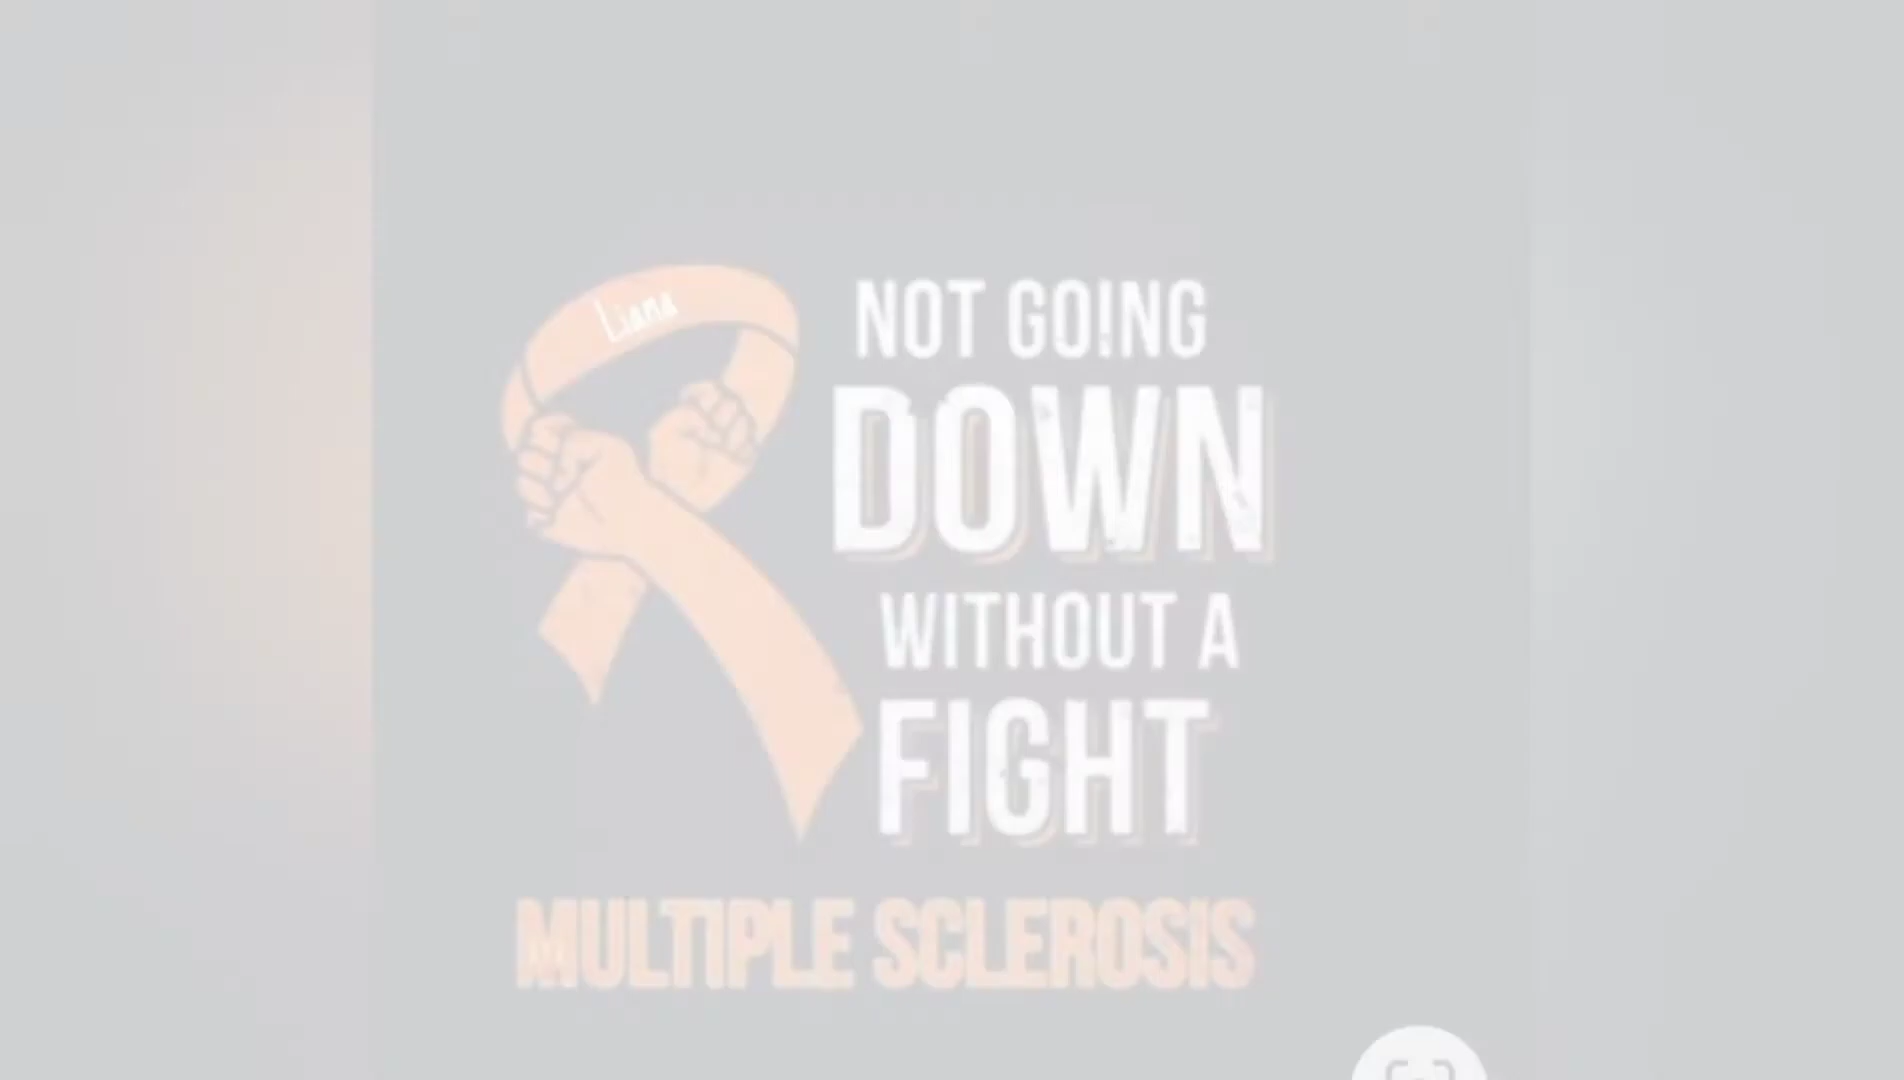 Liana
NOT GO!NG
DOWN
WITHOUT A
FIGHT
MULTIPLE SCLEROSIS